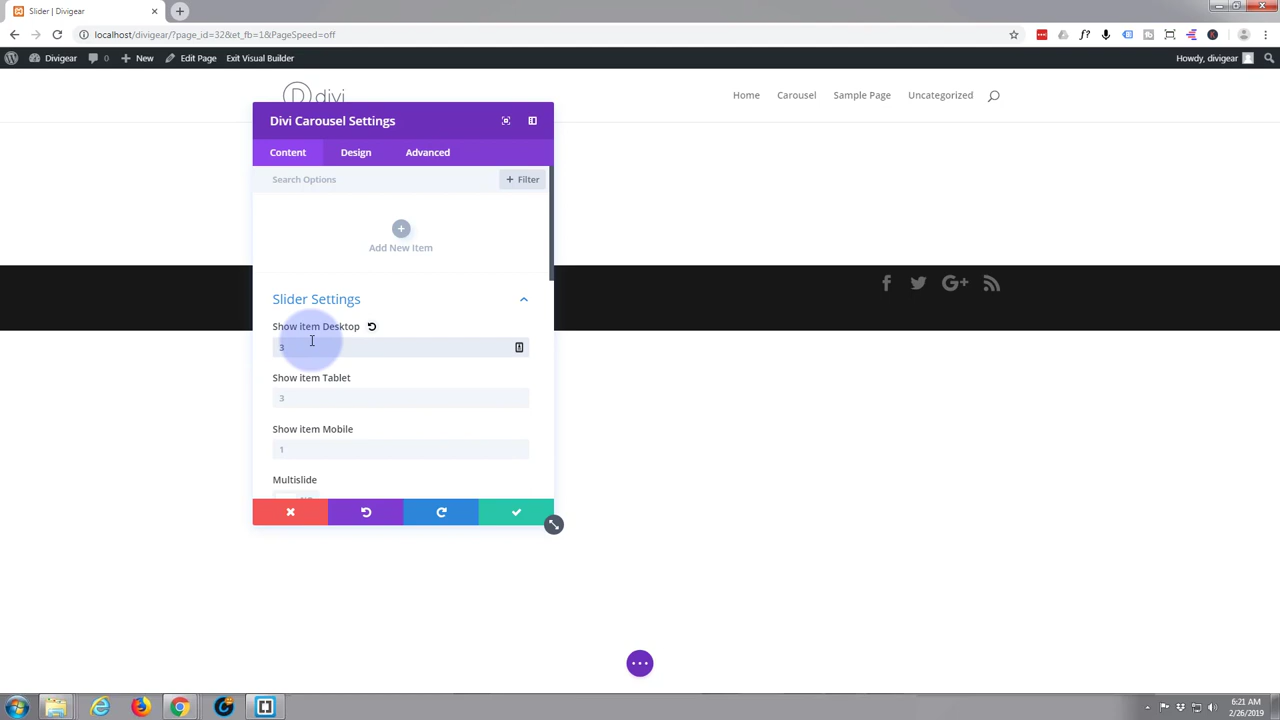 Slider | Divigear
localhost/divigear/?page_id=32&et_fb=1&PageSpeed=off
Divigear 0 New Edit Page Exit Visual Builder Howdy, divigear
divi
Home Carousel Sample Page Uncategorized
Divi Carousel Settings
Content Design Advanced
Search Options + Filter
Add New Item
Slider Settings
Show item Desktop
3
Show item Tablet
3
Show item Mobile
1
Multislide
6:21 AM
2/26/2019